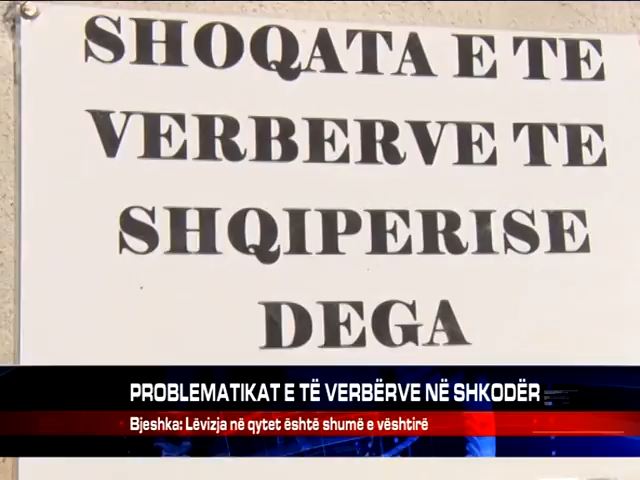 SHOQATA E TE
VERBERVE TE
SHQIPERISE
DEGA
PROBLEMATIKAT E TË VERBËRVE NË SHKODËR
Bjeshka: Lëvizja në qytet është shumë e vështirë